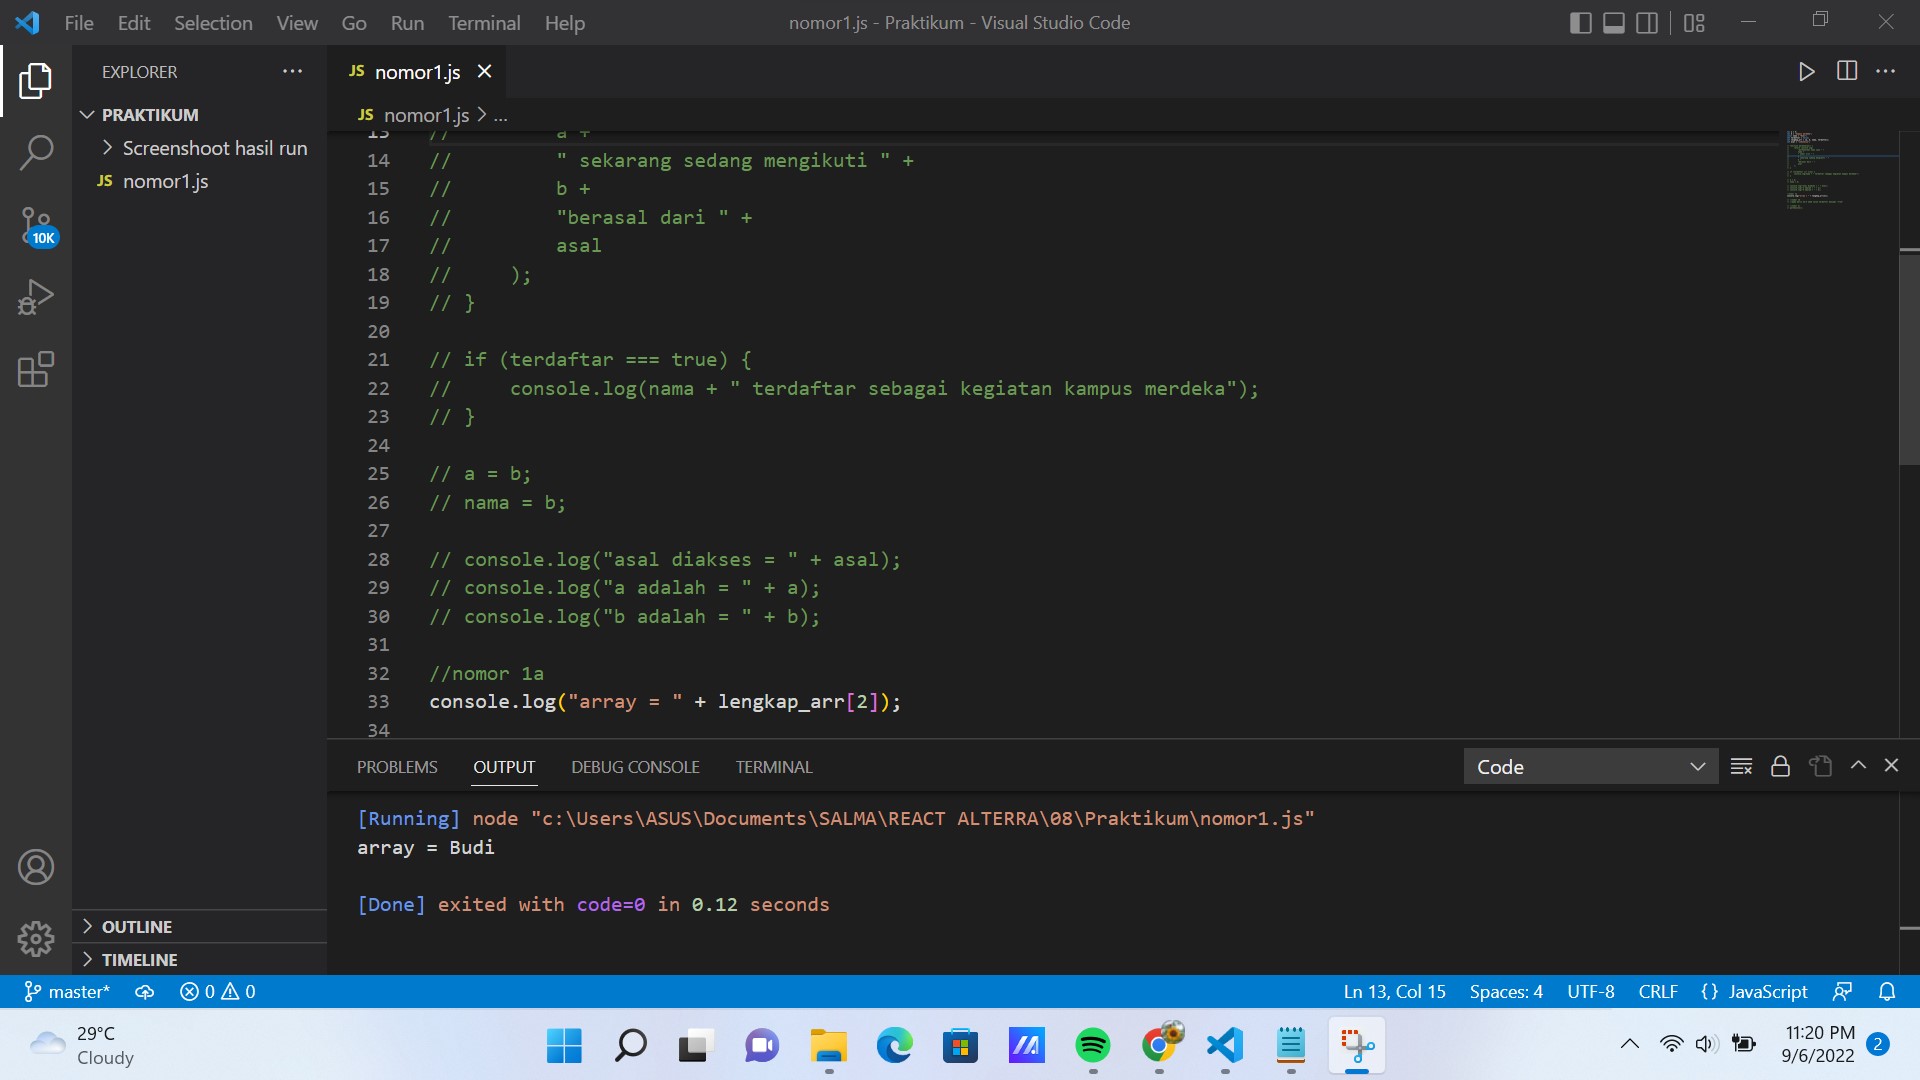 File Edit Selection View Go Run Terminal Help
nomor1.js - Praktikum - Visual Studio Code
EXPLORER
PRAKTIKUM
Screenshoot hasil run
JS nomor1.js
10K
OUTLINE
TIMELINE
JS nomor1.js
JS nomor1.js > ...
13 // a +
14 // " sekarang sedang mengikuti " +
15 // b +
16 // "berasal dari " +
17 // asal
18 // );
19 // }
20
21 // if (terdaftar === true) {
22 // console.log(nama + " terdaftar sebagai kegiatan kampus merdeka");
23 // }
24
25 // a = b;
26 // nama = b;
27
28 // console.log("asal diakses = " + asal);
29 // console.log("a adalah = " + a);
30 // console.log("b adalah = " + b);
31
32 //nomor 1a
33 console.log("array = " + lengkap_arr[2]);
34
PROBLEMS OUTPUT DEBUG CONSOLE TERMINAL
Code
[Running] node "c:\Users\ASUS\Documents\SALMA\REACT ALTERRA\08\Praktikum\nomor1.js"
array = Budi
[Done] exited with code=0 in 0.12 seconds
master* 0 0
Ln 13, Col 15 Spaces: 4 UTF-8 CRLF {} JavaScript
29°C
Cloudy
11:20 PM
9/6/2022
2